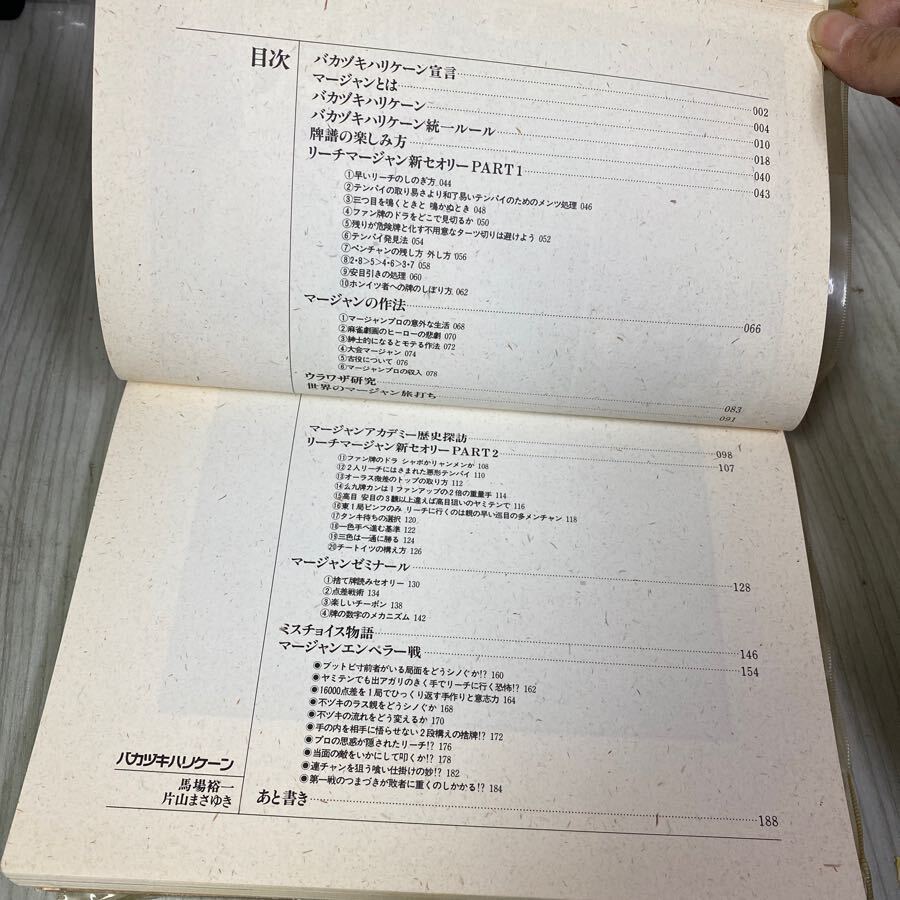 目次
バカヅキハリケーン宣言 002
マージャンとは 004
バカヅキハリケーン 010
バカヅキハリケーン統一ルール 018
牌譜の楽しみ方 040
リーチマージャン新セオリーPART1 043
①早いリーチのしのぎ方 044
②テンパイの取り易さより和了易いテンパイのためのメンツ処理 046
③三つ目を鳴くときと 鳴かぬとき 048
④ファン牌のドラをどこで見切るか 050
⑤残りが危険牌と化す不用意なターツ切りは避けよう 052
⑥テンパイ発見法 054
⑦ペンチャンの残し方 外し方 056
⑧2・8>5>4・6>3・7 058
⑨安目引きの処理 060
⑩ホンイツ者への牌のしぼり方 062
マージャンの作法 066
①マージャンプロの意外な生活 068
②麻雀劇画のヒーローの悲劇 070
③紳士的になるとモテる作法 072
④大会マージャン 074
⑤古役について 076
⑥マージャンプロの収入 078
ウラワザ研究 083
世界のマージャン旅打ち 091
マージャンアカデミー歴史探訪 098
リーチマージャン新セオリーPART2 107
⑪ファン牌のドラ シャボかリャンメンか 108
⑫2人リーチにはさまれた悪形テンパイ 110
⑬オーラス微差のトップの取り方 112
⑭么九牌カンは1ファンアップの2倍の重量手 114
⑮高目 安目の3飜以上違えば高目狙いのヤミテンで 116
⑯東1局ピンフのみ リーチに行くのは親の早い巡目の多メンチャン 118
⑰タンキ待ちの選択 120
⑱一色手へ進む基準 122
⑲三色は一通に勝る 124
⑳チートイツの構え方 126
マージャンゼミナール 128
①捨て牌読みセオリー 130
②点差戦術 134
③楽しいチーポン 138
④牌の数字のメカニズム 142
ミスチョイス物語 146
マージャンエンペラー戦 154
◉ブットビ寸前者がいる局面をどうシノぐか!? 160
◉ヤミテンでも出アガリのきく手でリーチに行く恐怖!? 162
◉16000点差を1局でひっくり返す手作りと意志力 164
◉不ヅキのラス親をどうシノぐか 168
◉不ヅキの流れをどう変えるか 170
◉手の内を相手に悟らせない2段構えの捨牌!? 172
◉プロの思惑が隠されたリーチ!? 176
◉当面の敵をいかにして叩くか!? 178
◉連チャンを狙う喰い仕掛けの妙!? 182
◉第一戦のつまづきが敗者に重くのしかかる!? 184
あと書き 188
バカヅキハリケーン
馬場裕一
片山まさゆき